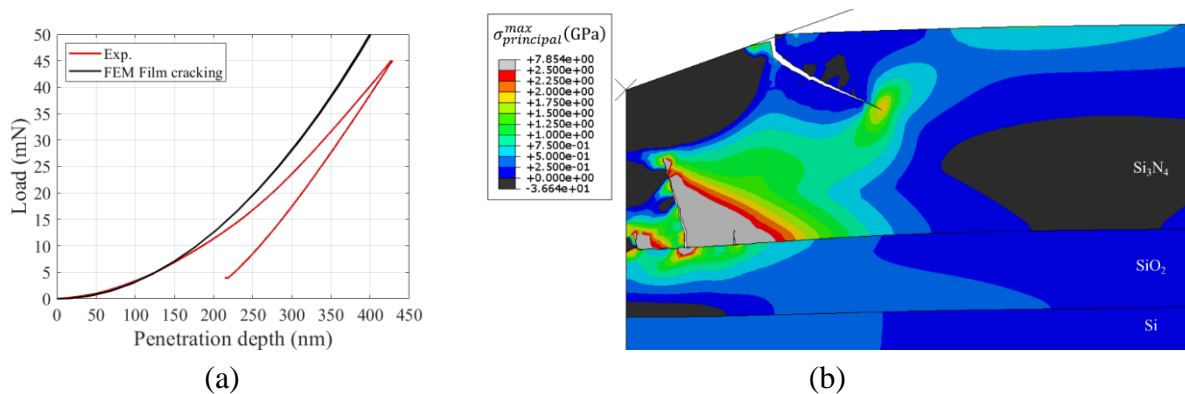 50
45
40
35
30
25
20
15
10
5
0
Load (mN)
Exp.
FEM Film cracking
0 50 100 150 200 250 300 350 400 450
Penetration depth (nm)
(a)
σ^max_principal (GPa)
+7.854e+00
+2.500e+00
+2.250e+00
+2.000e+00
+1.750e+00
+1.500e+00
+1.250e+00
+1.000e+00
+7.500e-01
+5.000e-01
+2.500e-01
+0.000e+00
-3.664e+01
Si₃N₄
SiO₂
Si
(b)